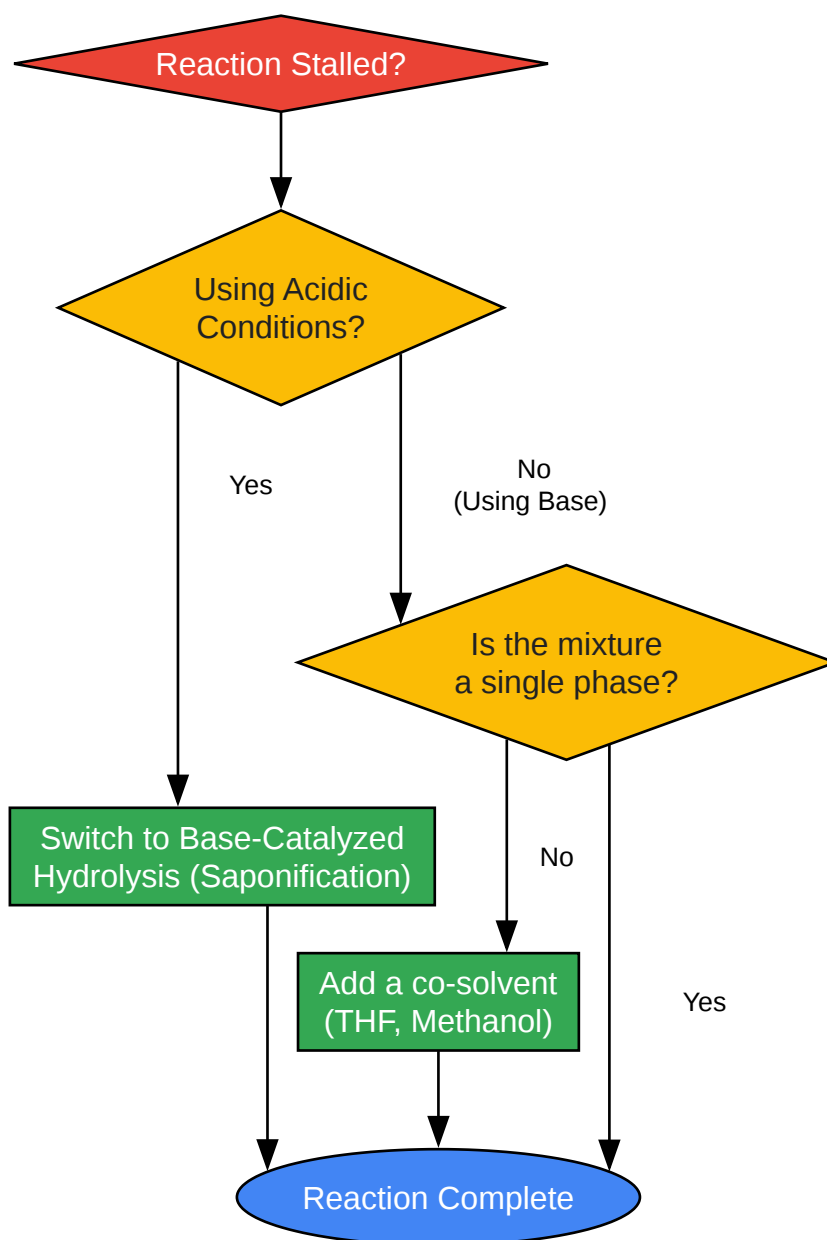 Reaction Stalled?
Using Acidic
Conditions?
Yes
No
(Using Base)
Is the mixture
a single phase?
Switch to Base-Catalyzed
Hydrolysis (Saponification)
No
Add a co-solvent
(THF, Methanol)
Yes
Reaction Complete